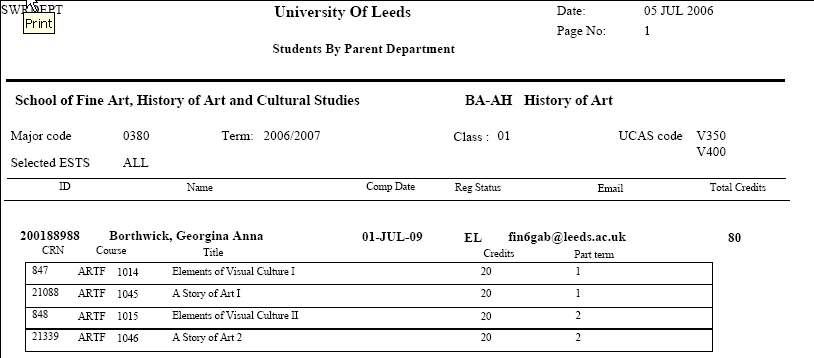 SWRDEPT University Of Leeds Date: 05 JUL 2006
Print
Page No: 1
Students By Parent Department
School of Fine Art, History of Art and Cultural Studies BA-AH History of Art
Major code 0380 Term: 2006/2007 Class : 01 UCAS code V350
V400
Selected ESTS ALL
ID Name Comp Date Reg Status Email Total Credits
200188988 Borthwick, Georgina Anna 01-JUL-09 EL fin6gab@leeds.ac.uk 80
CRN Course Title Credits Part term
847 ARTF 1014 Elements of Visual Culture I 20 1
21088 ARTF 1045 A Story of Art I 20 1
848 ARTF 1015 Elements of Visual Culture II 20 2
21339 ARTF 1046 A Story of Art 2 20 2